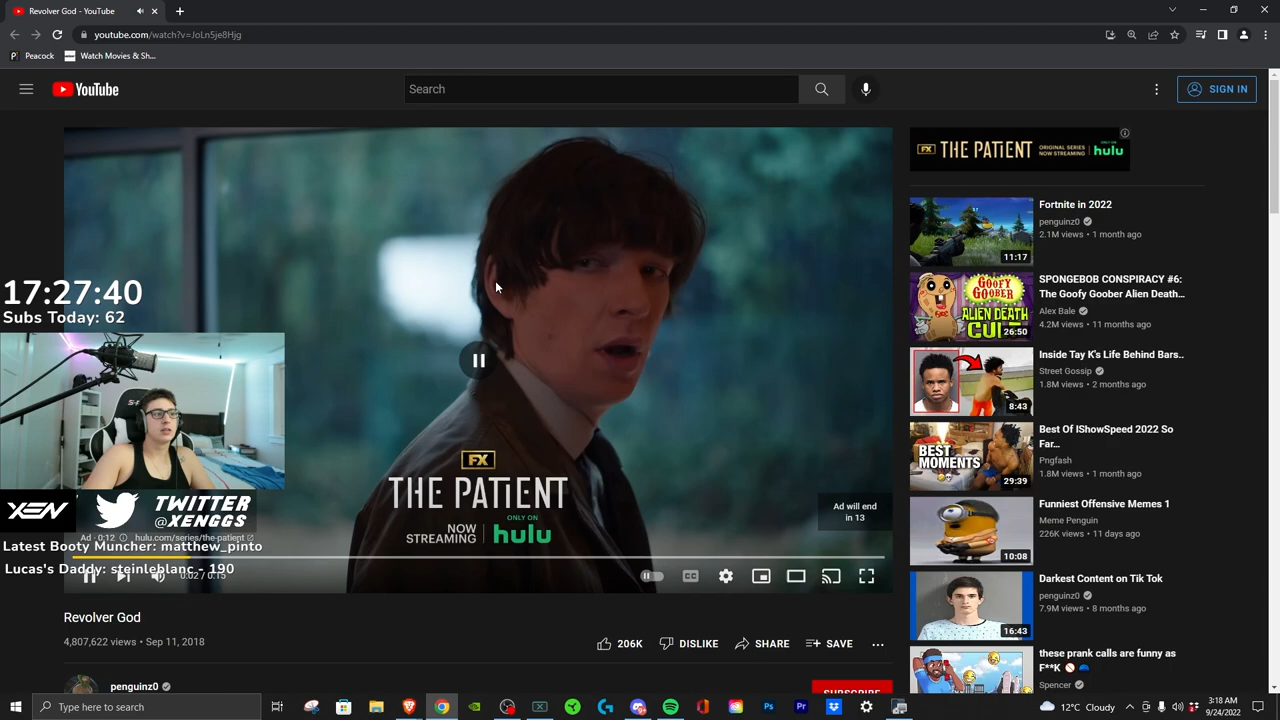 Revolver God - YouTube
youtube.com/watch?v=JoLn5je8Hjg
Peacock
Watch Movies & Sh...
YouTube
Search
SIGN IN
17:27:40
Subs Today: 62
XEN
TWITTER
@XENGGS
Ad · 0:12
hulu.com/series/the-patient
Latest Booty Muncher: matthew_pinto
Lucas's Daddy: steinleblanc - 190
0:02 / 0:15
FX
THE PATIENT
NOW
STREAMING
ONLY ON
hulu
Ad will end
in 13
CC
Revolver God
4,807,622 views • Sep 11, 2018
206K
DISLIKE
SHARE
SAVE
penguinz0
SUBSCRIBE
FX THE PATIENT ORIGINAL SERIES
NOW STREAMING
ONLY ON
hulu
11:17
Fortnite in 2022
penguinz0
2.1M views • 1 month ago
GOOFY
GOOBER
ALIEN DEATH
26:50
SPONGEBOB CONSPIRACY #6:
The Goofy Goober Alien Death...
Alex Bale
4.2M views • 11 months ago
8:43
Inside Tay K's Life Behind Bars..
Street Gossip
1.8M views • 2 months ago
BEST
MOMENTS
29:39
Best Of IShowSpeed 2022 So
Far...
Pngfash
1.8M views • 1 month ago
10:08
Funniest Offensive Memes 1
Meme Penguin
226K views • 11 days ago
16:43
Darkest Content on Tik Tok
penguinz0
7.9M views • 8 months ago
these prank calls are funny as
F**K
Spencer
Type here to search
12°C Cloudy
3:18 AM
9/24/2022